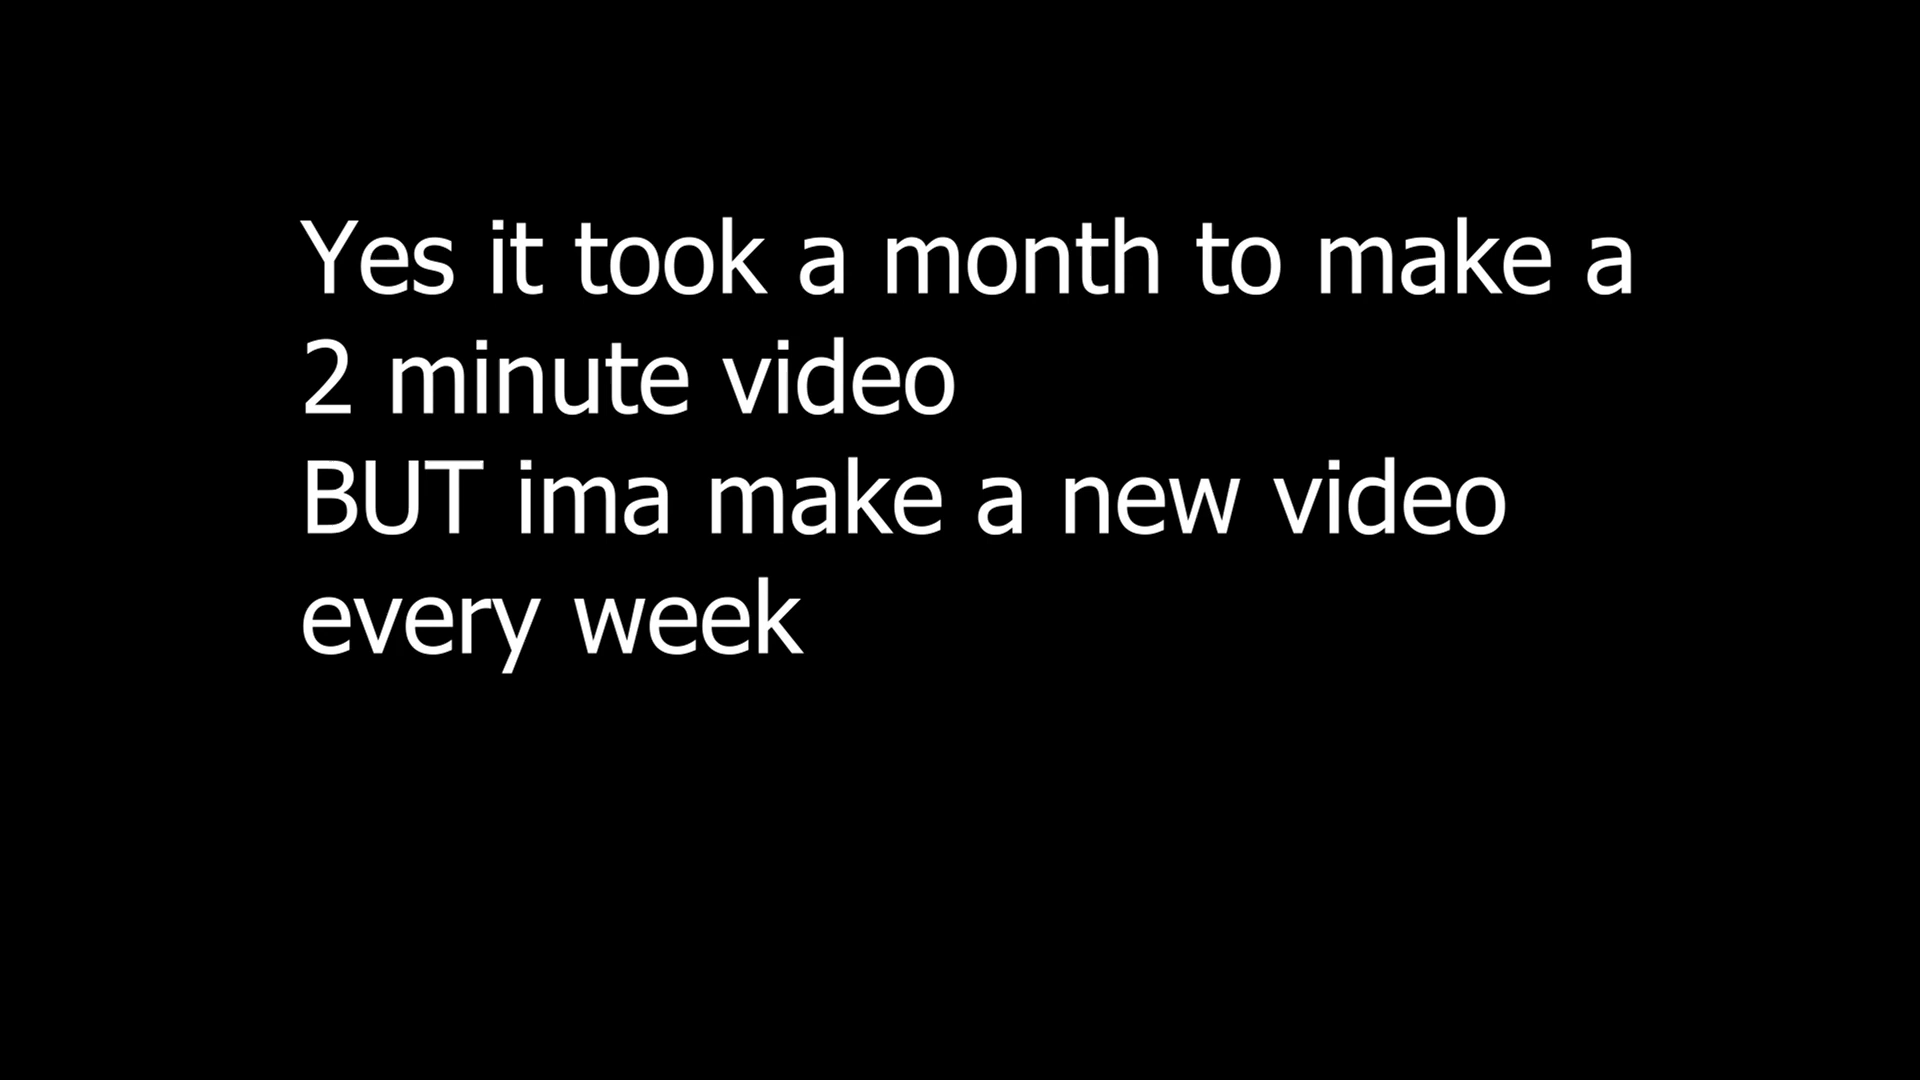 Yes it took a month to make a
2 minute video
BUT ima make a new video
every week